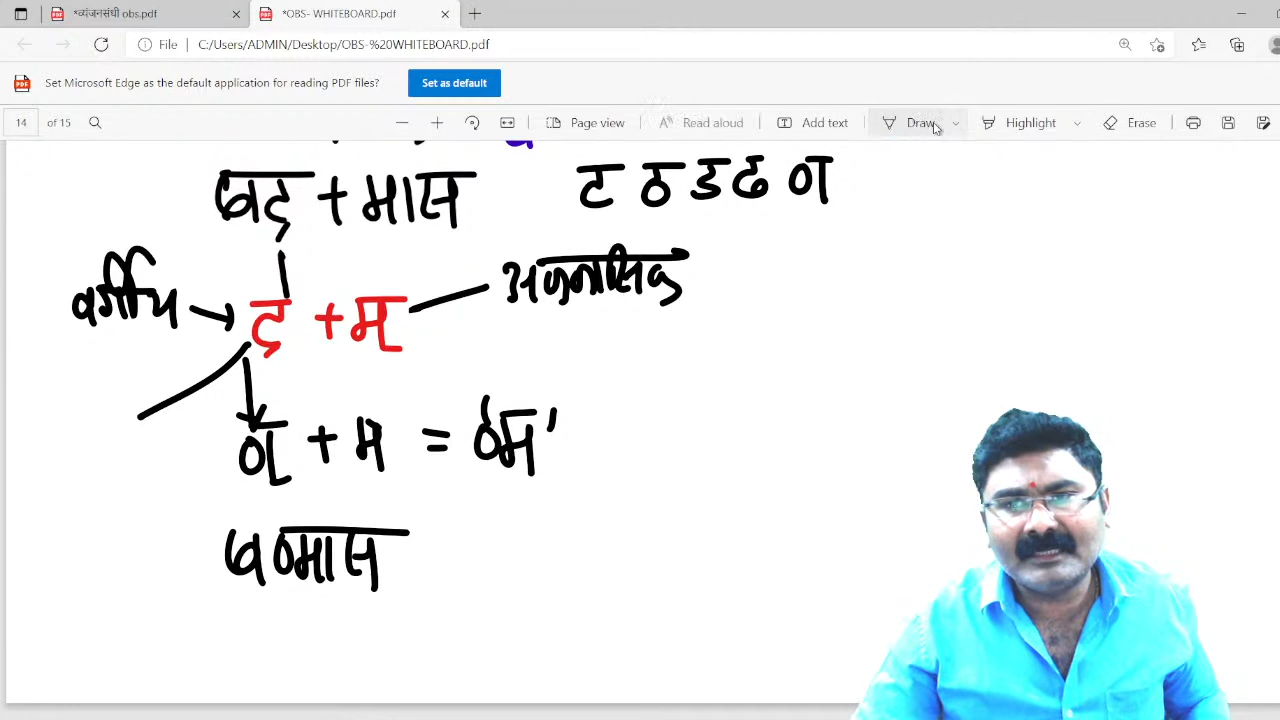 *व्यंजनसंधी obs.pdf
*OBS- WHITEBOARD.pdf
File C:/Users/ADMIN/Desktop/OBS-%20WHITEBOARD.pdf
Set Microsoft Edge as the default application for reading PDF files? Set as default
14 of 15 Page view Read aloud Add text Draw Highlight Erase
षट् + मास ट ठ ड ढ ण
वर्गीय ट् + म् अनुनासिक
ण् + म = ण्म'
षण्मास